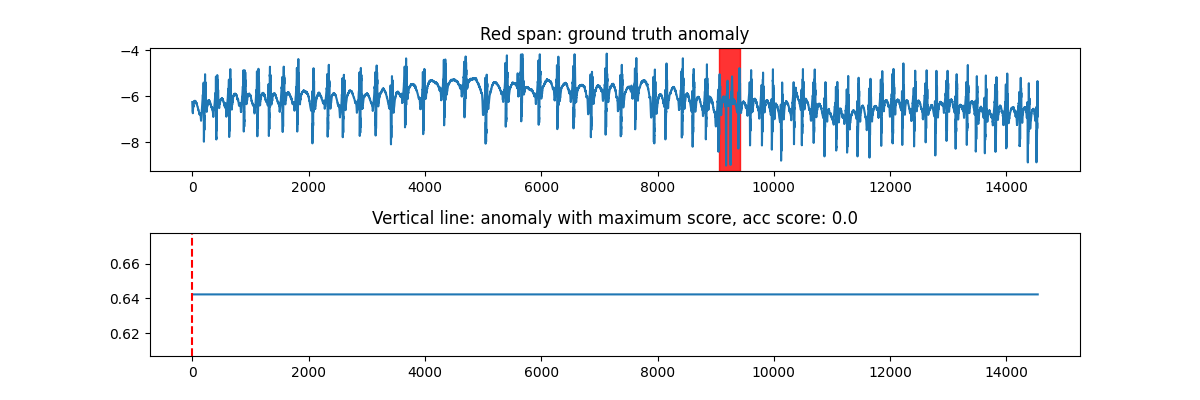 Red span: ground truth anomaly
−4
−6
−8
0 2000 4000 6000 8000 10000 12000 14000
Vertical line: anomaly with maximum score, acc score: 0.0
0.66
0.64
0.62
0 2000 4000 6000 8000 10000 12000 14000